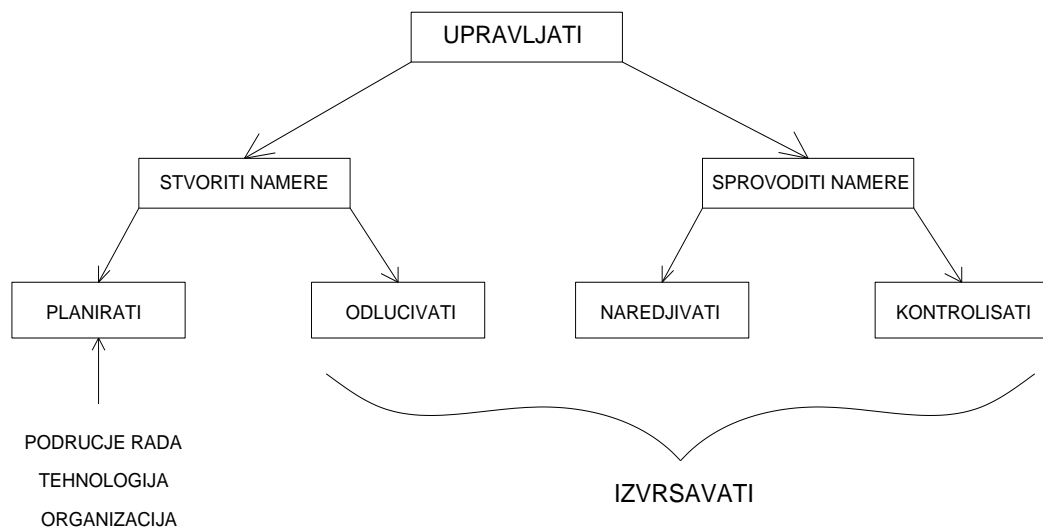 UPRAVLJATI
STVORITI NAMERE
SPROVODITI NAMERE
PLANIRATI
ODLUCIVATI
NAREDJIVATI
KONTROLISATI
PODRUCJE RADA
TEHNOLOGIJA
ORGANIZACIJA
IZVRSAVATI